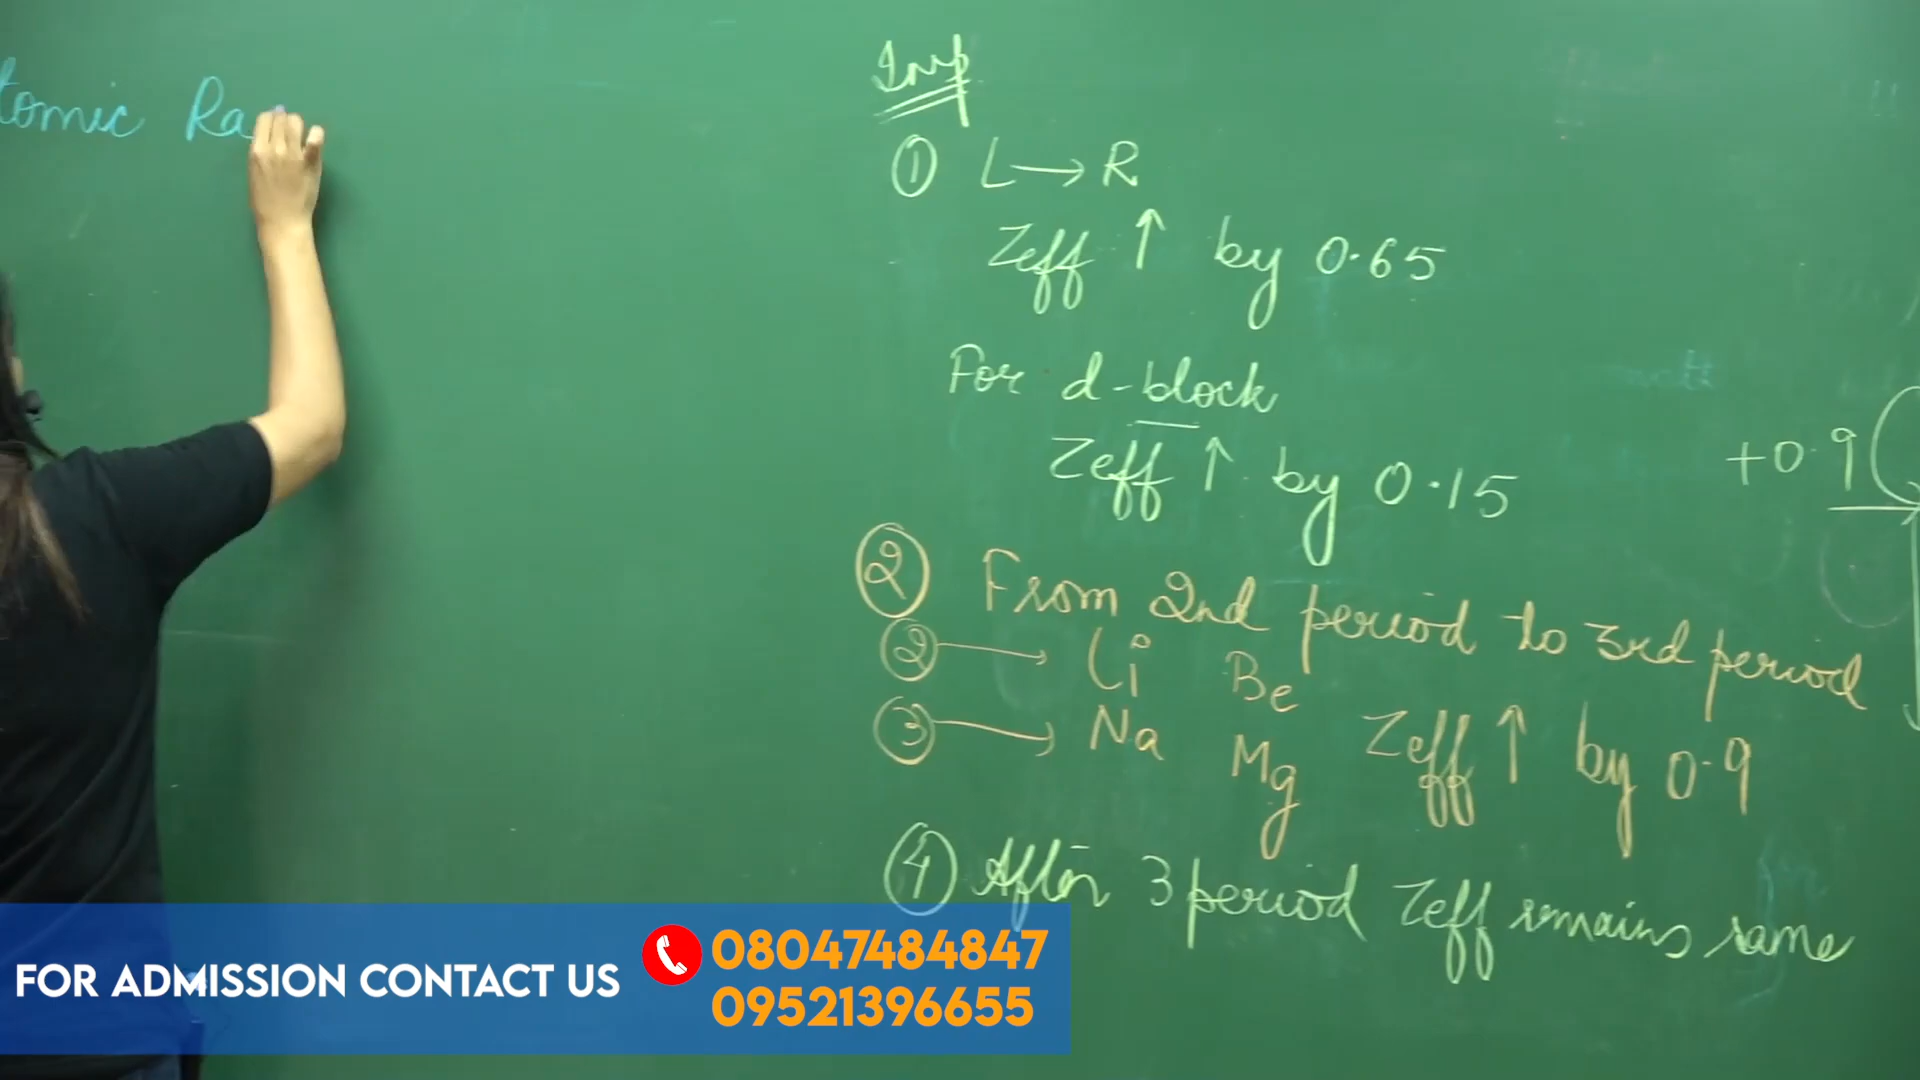 tomic Ra
Imp
① L → R
Zeff ↑ by 0.65
For d-block
Zeff ↑ by 0.15
+0.9
② From 2nd period to 3rd period
② → Li Be
③ → Na Mg Zeff ↑ by 0.9
④ After 3 period Zeff remains same
FOR ADMISSION CONTACT US
08047484847
09521396655